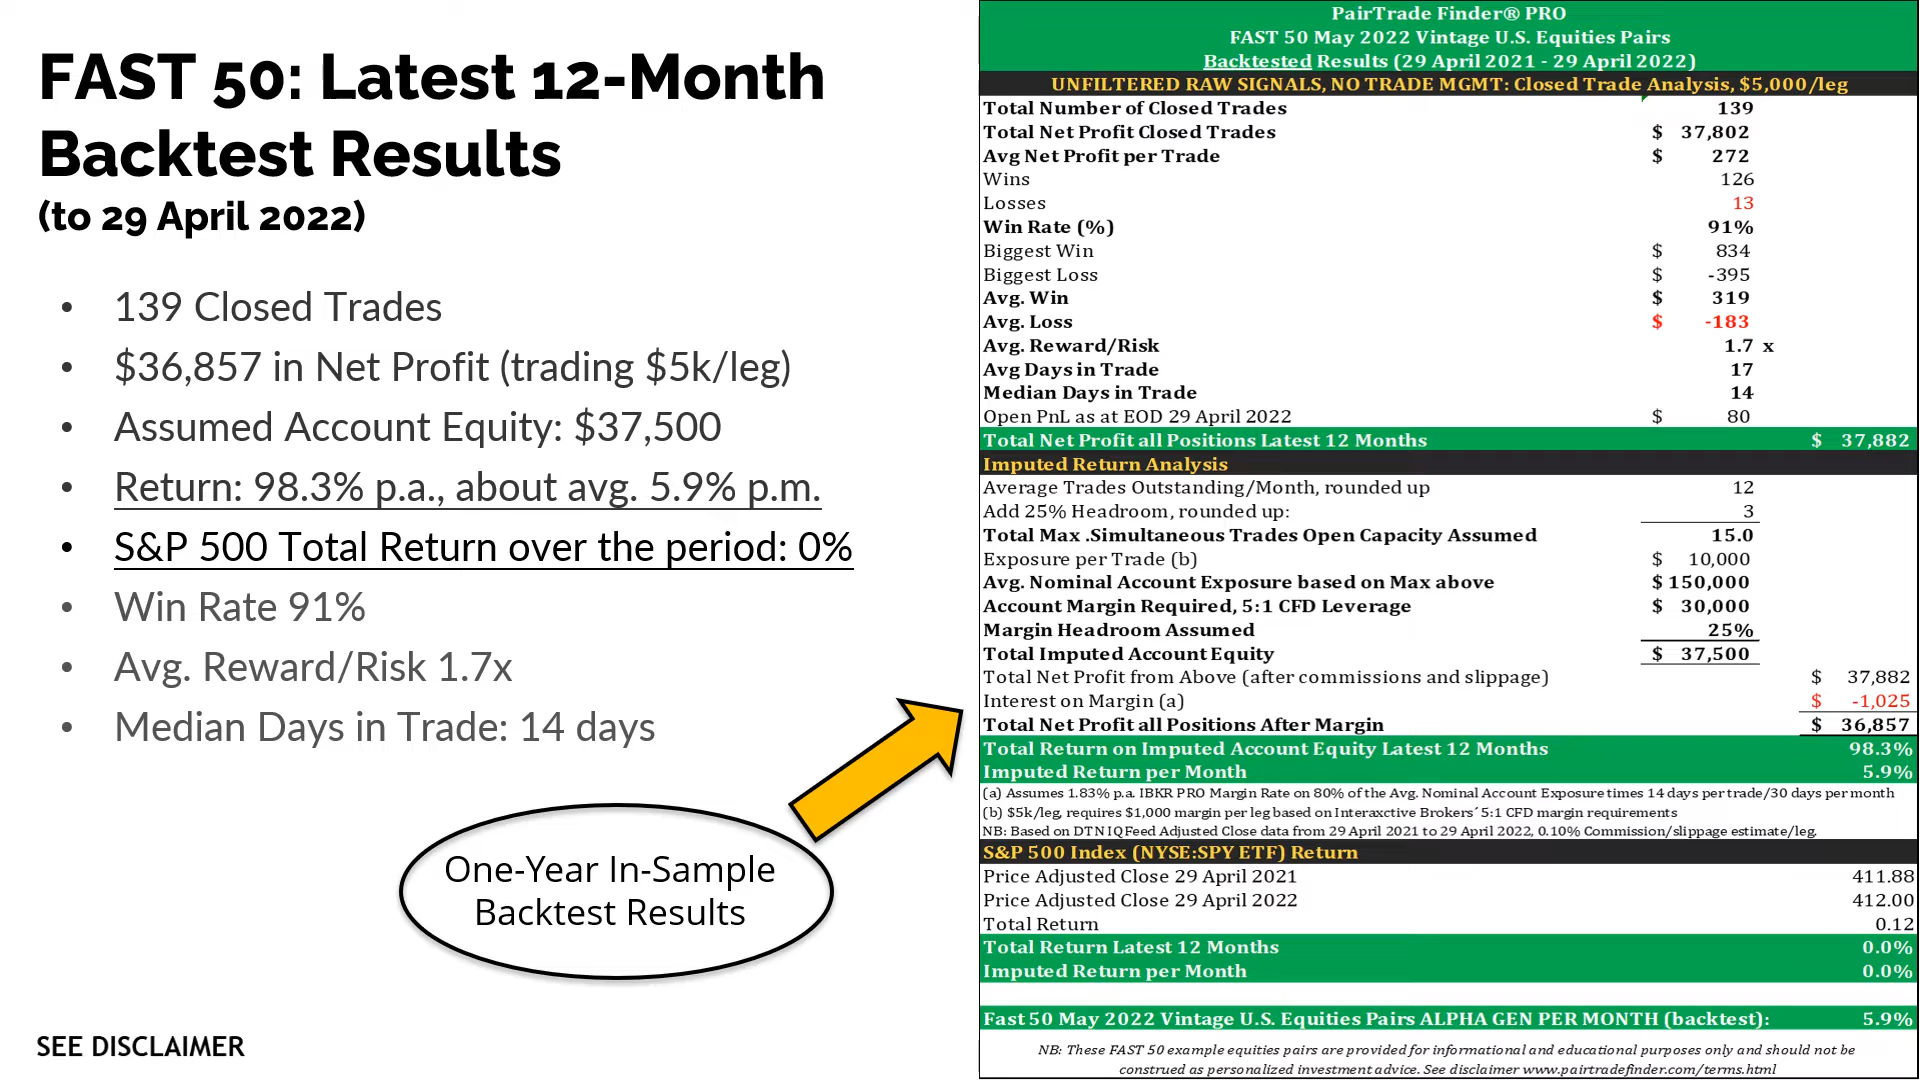 FAST 50: Latest 12-Month
Backtest Results
(to 29 April 2022)
• 139 Closed Trades
• $36,857 in Net Profit (trading $5k/leg)
• Assumed Account Equity: $37,500
• Return: 98.3% p.a., about avg. 5.9% p.m.
• S&P 500 Total Return over the period: 0%
• Win Rate 91%
• Avg. Reward/Risk 1.7x
• Median Days in Trade: 14 days
One-Year In-Sample
Backtest Results
SEE DISCLAIMER
PairTrade Finder® PRO
FAST 50 May 2022 Vintage U.S. Equities Pairs
Backtested Results (29 April 2021 - 29 April 2022)
UNFILTERED RAW SIGNALS, NO TRADE MGMT: Closed Trade Analysis, $5,000/leg
Total Number of Closed Trades 139
Total Net Profit Closed Trades $ 37,802
Avg Net Profit per Trade $ 272
Wins 126
Losses 13
Win Rate (%) 91%
Biggest Win $ 834
Biggest Loss $ -395
Avg. Win $ 319
Avg. Loss $ -183
Avg. Reward/Risk 1.7 x
Avg Days in Trade 17
Median Days in Trade 14
Open PnL as at EOD 29 April 2022 $ 80
Total Net Profit all Positions Latest 12 Months $ 37,882
Imputed Return Analysis
Average Trades Outstanding/Month, rounded up 12
Add 25% Headroom, rounded up: 3
Total Max .Simultaneous Trades Open Capacity Assumed 15.0
Exposure per Trade (b) $ 10,000
Avg. Nominal Account Exposure based on Max above $ 150,000
Account Margin Required, 5:1 CFD Leverage $ 30,000
Margin Headroom Assumed 25%
Total Imputed Account Equity $ 37,500
Total Net Profit from Above (after commissions and slippage) $ 37,882
Interest on Margin (a) $ -1,025
Total Net Profit all Positions After Margin $ 36,857
Total Return on Imputed Account Equity Latest 12 Months 98.3%
Imputed Return per Month 5.9%
(a) Assumes 1.83% p.a. IBKR PRO Margin Rate on 80% of the Avg. Nominal Account Exposure times 14 days per trade/30 days per month
(b) $5k/leg, requires $1,000 margin per leg based on Interaxctive Brokers´ 5:1 CFD margin requirements
NB: Based on DTN IQFeed Adjusted Close data from 29 April 2021 to 29 April 2022, 0.10% Commission/slippage estimate/leg.
S&P 500 Index (NYSE:SPY ETF) Return
Price Adjusted Close 29 April 2021 411.88
Price Adjusted Close 29 April 2022 412.00
Total Return 0.12
Total Return Latest 12 Months 0.0%
Imputed Return per Month 0.0%
Fast 50 May 2022 Vintage U.S. Equities Pairs ALPHA GEN PER MONTH (backtest): 5.9%
NB: These FAST 50 example equities pairs are provided for informational and educational purposes only and should not be
construed as personalized investment advice. See disclaimer www.pairtradefinder.com/terms.html